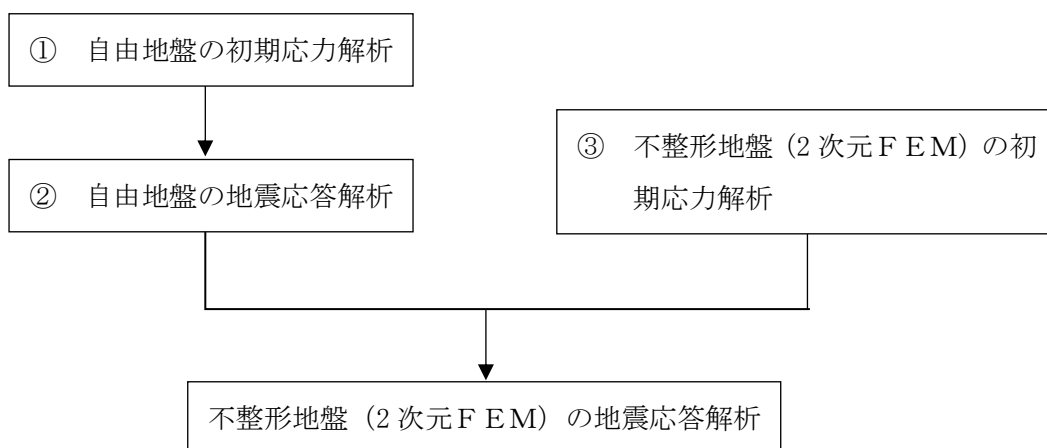 ① 自由地盤の初期応力解析
② 自由地盤の地震応答解析
③ 不整形地盤(2次元FEM)の初
期応力解析
不整形地盤(2次元FEM)の地震応答解析